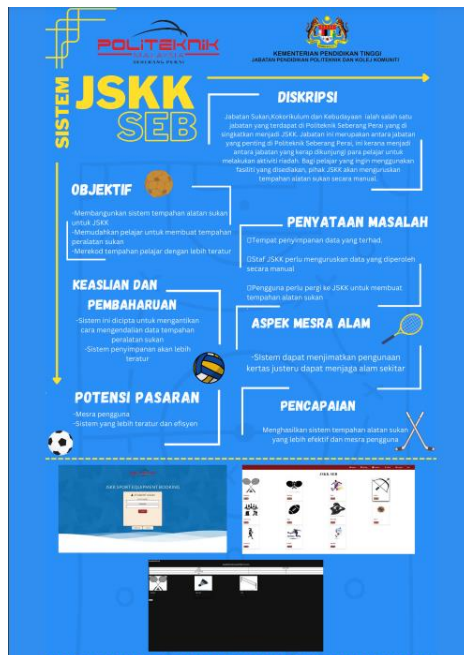 POLITEKNIK
MALAYSIA
SEBERANG PERAI
KEMENTERIAN PENDIDIKAN TINGGI
JABATAN PENDIDIKAN POLITEKNIK DAN KOLEJ KOMUNITI
SISTEM
JSKK
SEB
DISKRIPSI
Jabatan Sukan,Kokerikulum dan Kebudayaan ialah salah satu
jabatan yang terdapat di Politeknik Seberang Perai yang di
singkatkan menjadi JSKK. Jabatan ini merupakan antara jabatan
yang penting di Politeknik Seberang Perai, ini kerana menjadi
antara jabatan yang kerap dikunjungi para pelajar untuk
melakukan aktiviti riadah. Bagi pelajar yang ingin menggunakan
fasiliti yang disediakan, pihak JSKK akan menguruskan
tempahan alatan sukan secara manual.
OBJEKTIF
-Membangunkan sistem tempahan alatan sukan
untuk JSKK
-Memudahkan pelajar untuk membuat tempahan
peralatan sukan
-Merekod tempahan pelajar dengan lebih teratur
PENYATAAN MASALAH
Tempat penyimpanan data yang terhad.
Staf JSKK perlu menguruskan data yang diperoleh
secara manual
Pengguna perlu pergi ke JSKK untuk membuat
tempahan alatan sukan
KEASLIAN DAN
PEMBAHARUAN
-Sistem ini dicipta untuk mengantikan
cara mengendalian data tempahan
peralatan sukan
-Sistem penyimpanan akan lebih
teratur
ASPEK MESRA ALAM
-Sistem dapat menjimatkan pengunaan
kertas justeru dapat menjaga alam sekitar
POTENSI PASARAN
-Mesra pengguna
-Sistem yang lebih teratur dan efisyen
PENCAPAIAN
Menghasilkan sistem tempahan alatan sukan
yang lebih efektif dan mesra pengguna
JSKK SPORT EQUIPMENT BOOKING
JSKK SEB